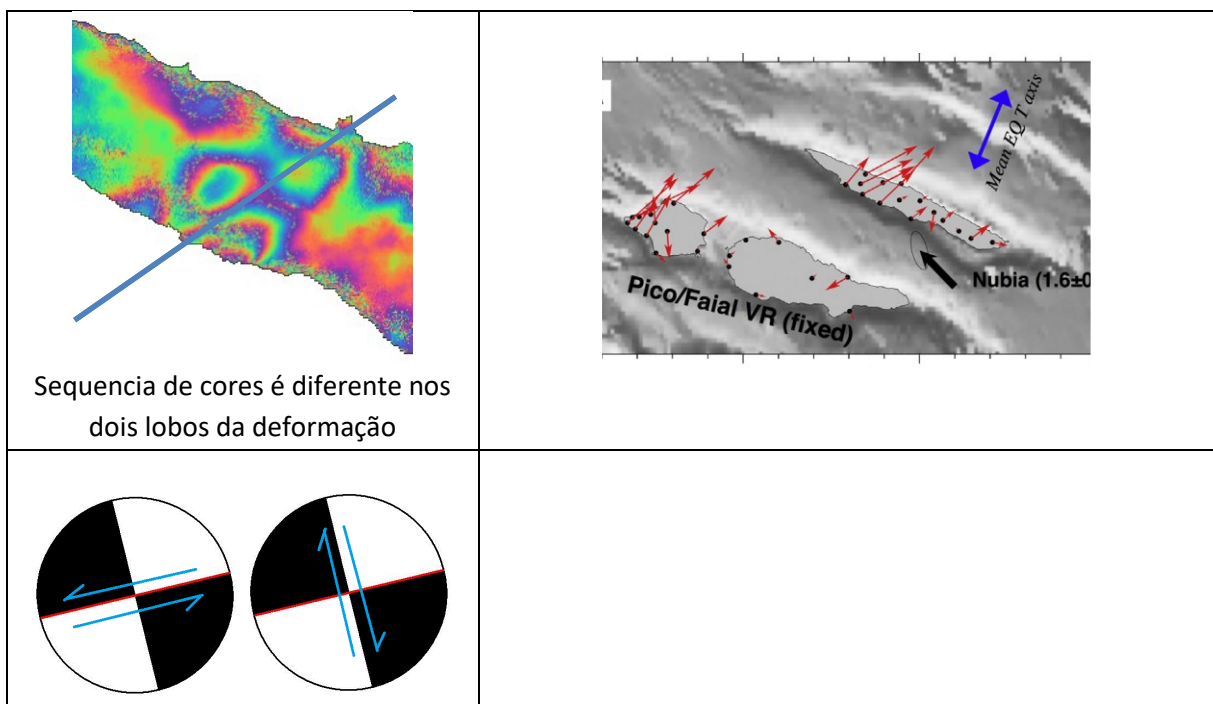 Sequencia de cores é diferente nos
dois lobos da deformação
Mean EQ T axis
Nubia (1.6±0
Pico/Faial VR (fixed)